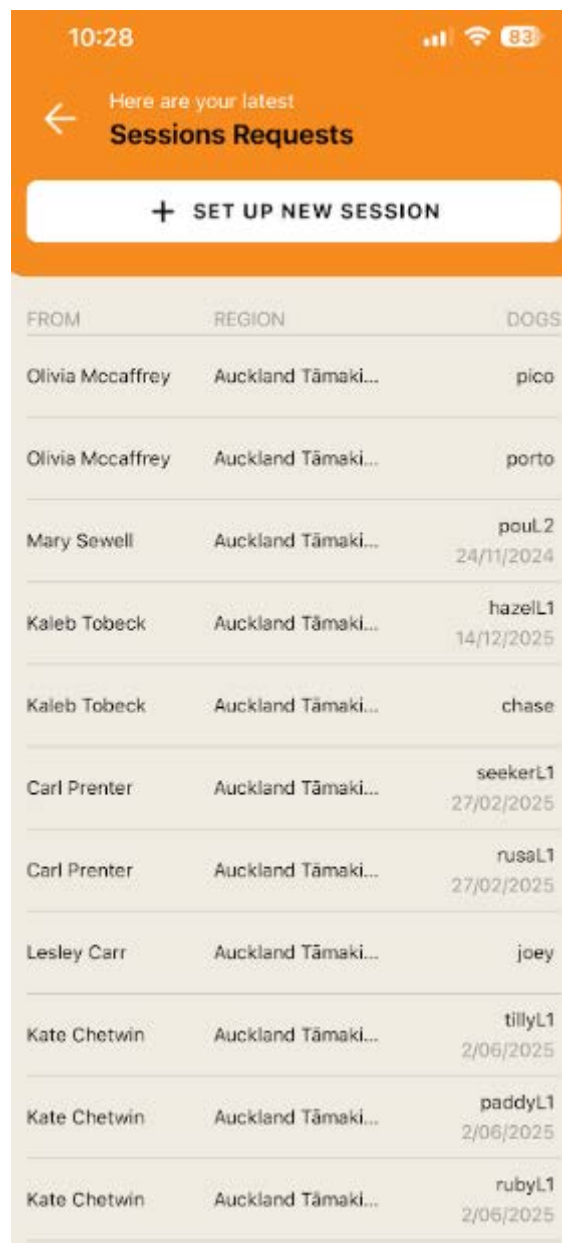 10:28
83
Here are your latest
Sessions Requests
+ SET UP NEW SESSION
FROM REGION DOGS
Olivia Mccaffrey Auckland Tāmaki... pico
Olivia Mccaffrey Auckland Tāmaki... porto
Mary Sewell Auckland Tāmaki... pouL2
24/11/2024
Kaleb Tobeck Auckland Tāmaki... hazelL1
14/12/2025
Kaleb Tobeck Auckland Tāmaki... chase
Carl Prenter Auckland Tāmaki... seekerL1
27/02/2025
Carl Prenter Auckland Tāmaki... rusaL1
27/02/2025
Lesley Carr Auckland Tāmaki... joey
Kate Chetwin Auckland Tāmaki... tillyL1
2/06/2025
Kate Chetwin Auckland Tāmaki... paddyL1
2/06/2025
Kate Chetwin Auckland Tāmaki... rubyL1
2/06/2025